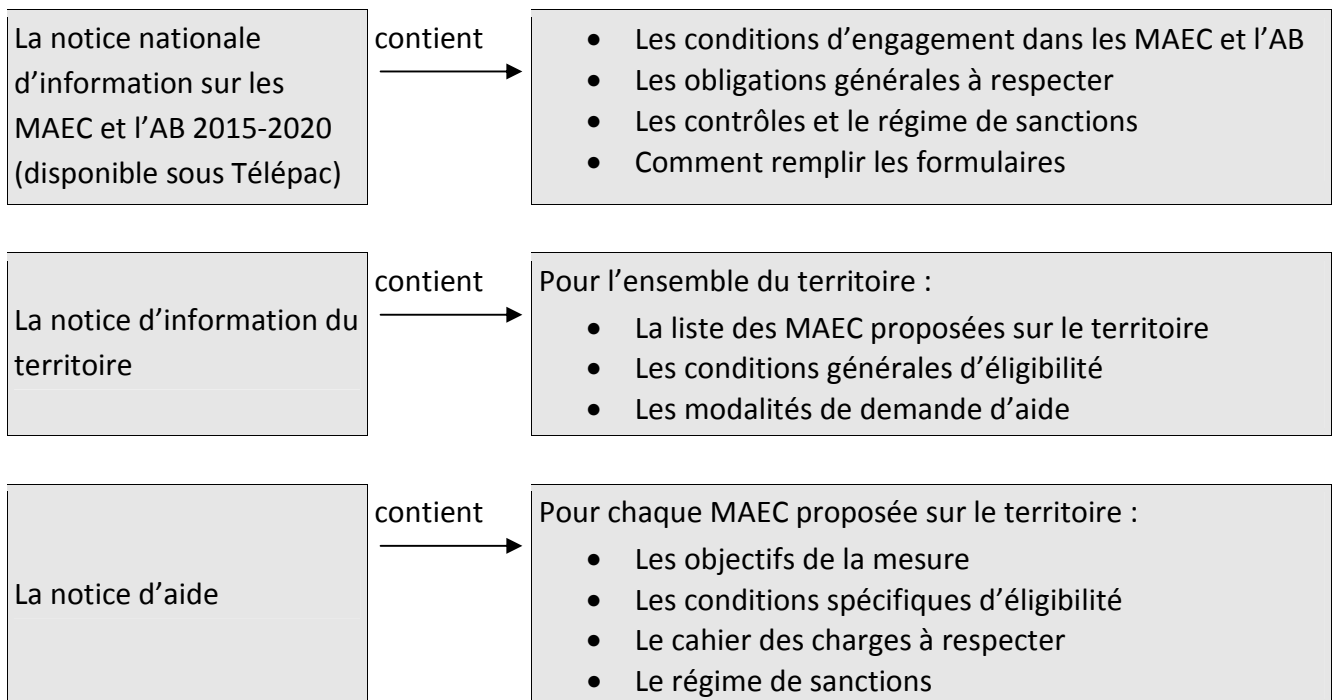 La notice nationale
d’information sur les
MAEC et l’AB 2015-2020
(disponible sous Télépac)
contient
• Les conditions d’engagement dans les MAEC et l’AB
• Les obligations générales à respecter
• Les contrôles et le régime de sanctions
• Comment remplir les formulaires
La notice d’information du
territoire
contient
Pour l’ensemble du territoire :
• La liste des MAEC proposées sur le territoire
• Les conditions générales d’éligibilité
• Les modalités de demande d’aide
La notice d’aide
contient
Pour chaque MAEC proposée sur le territoire :
• Les objectifs de la mesure
• Les conditions spécifiques d’éligibilité
• Le cahier des charges à respecter
• Le régime de sanctions